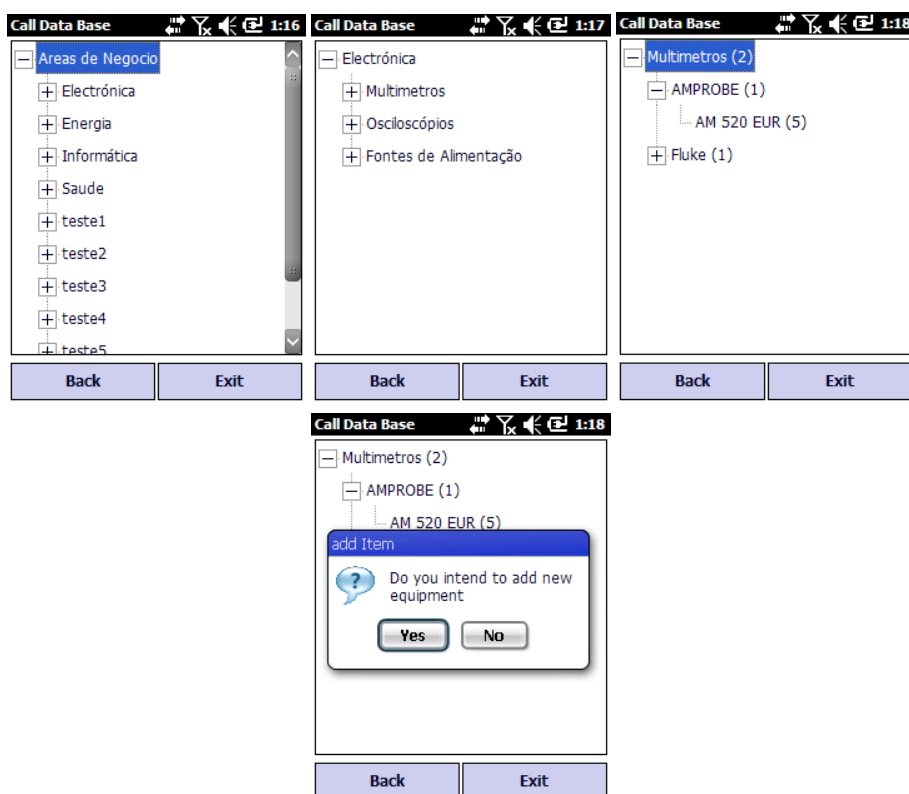 Call Data Base 1:16
Areas de Negocio
Electrónica
Energia
Informática
Saude
teste1
teste2
teste3
teste4
teste5
Back Exit
Call Data Base 1:17
Electrónica
Multimetros
Osciloscópios
Fontes de Alimentação
Back Exit
Call Data Base 1:18
Multimetros (2)
AMPROBE (1)
AM 520 EUR (5)
Fluke (1)
Back Exit
Call Data Base 1:18
Multimetros (2)
AMPROBE (1)
AM 520 EUR (5)
add Item
Do you intend to add new
equipment
Yes No
Back Exit